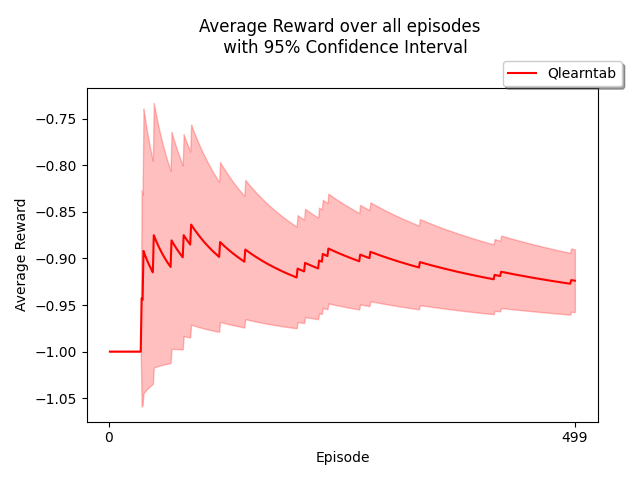 Average Reward over all episodes
with 95% Confidence Interval
Qlearntab
−0.75
−0.80
−0.85
−0.90
−0.95
−1.00
−1.05
Average Reward
0
499
Episode